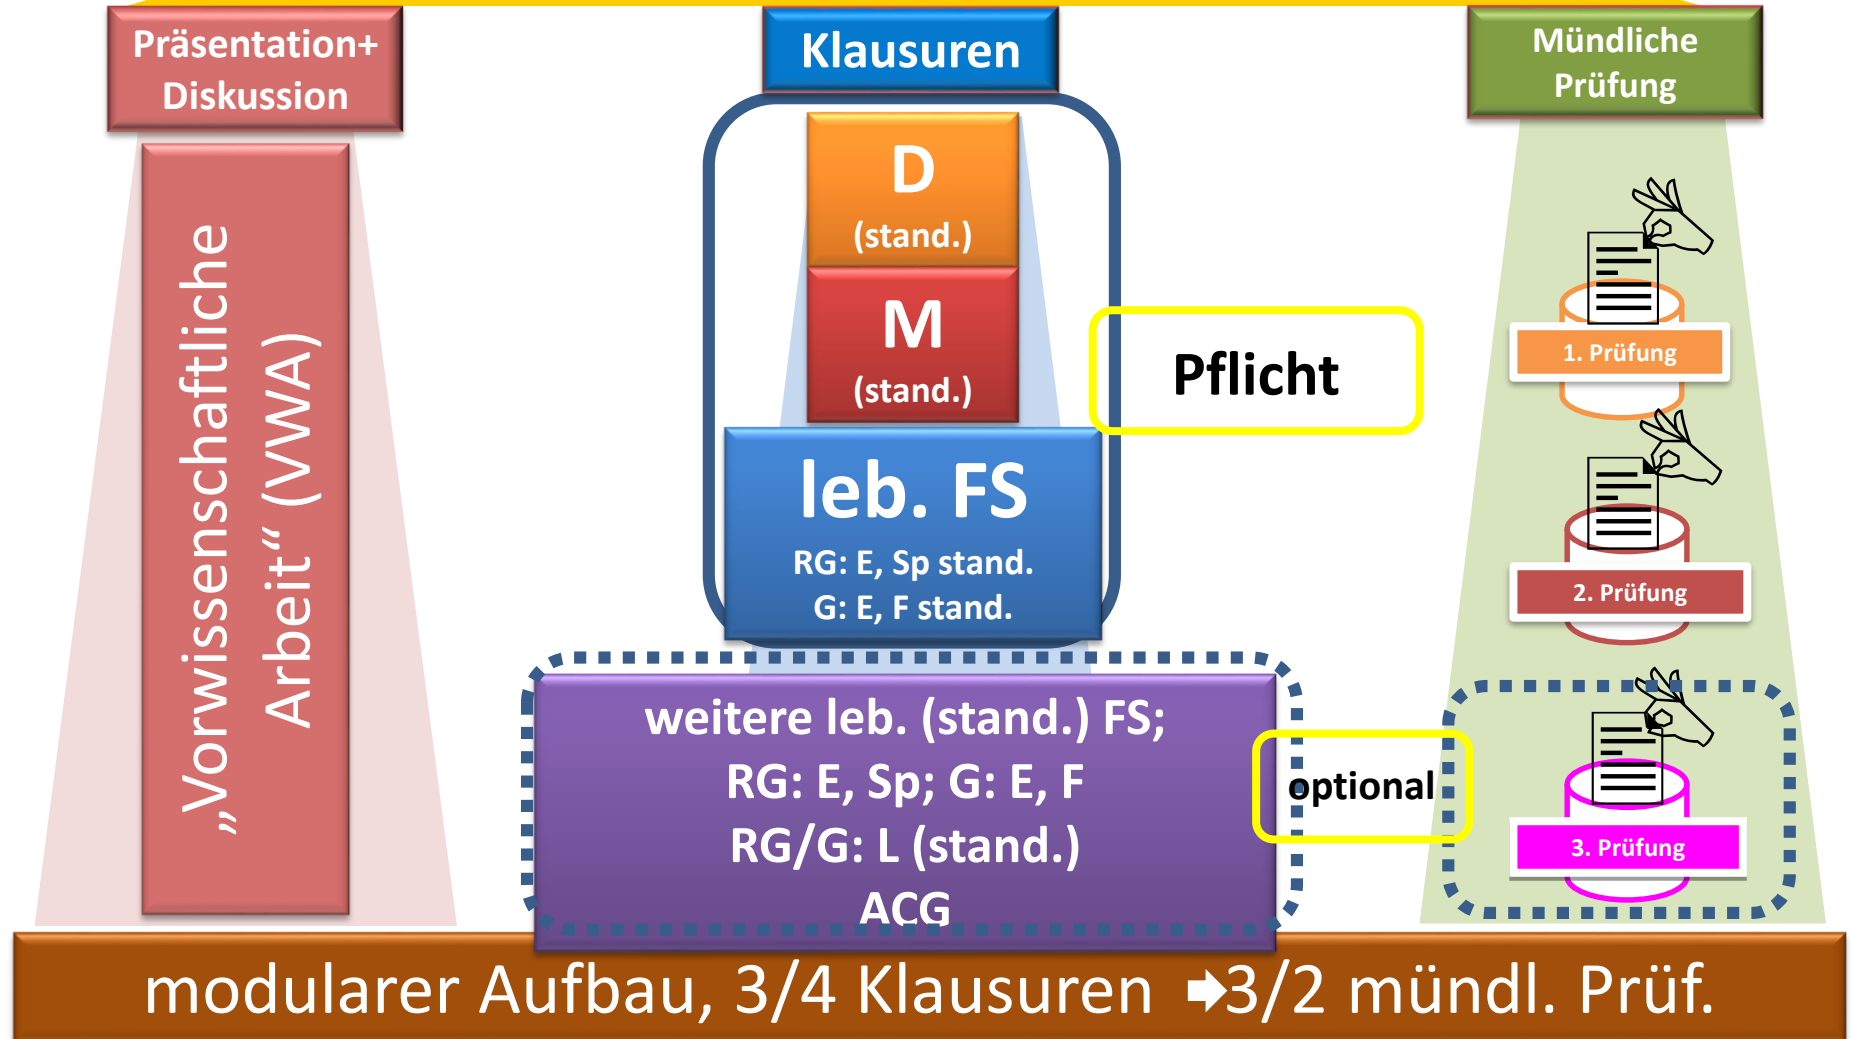 Präsentation+
Diskussion
„Vorwissenschaftliche
Arbeit“ (VWA)
Klausuren
D
(stand.)
M
(stand.)
leb. FS
RG: E, Sp stand.
G: E, F stand.
Pflicht
weitere leb. (stand.) FS;
RG: E, Sp; G: E, F
RG/G: L (stand.)
ACG
optional
Mündliche
Prüfung
1. Prüfung
2. Prüfung
3. Prüfung
modularer Aufbau, 3/4 Klausuren 🠺3/2 mündl. Prüf.